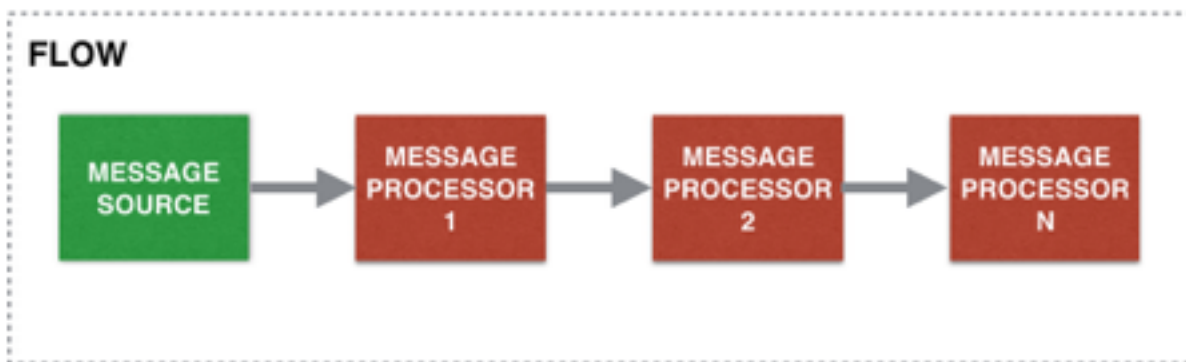 FLOW
MESSAGE
SOURCE
MESSAGE
PROCESSOR
1
MESSAGE
PROCESSOR
2
MESSAGE
PROCESSOR
N